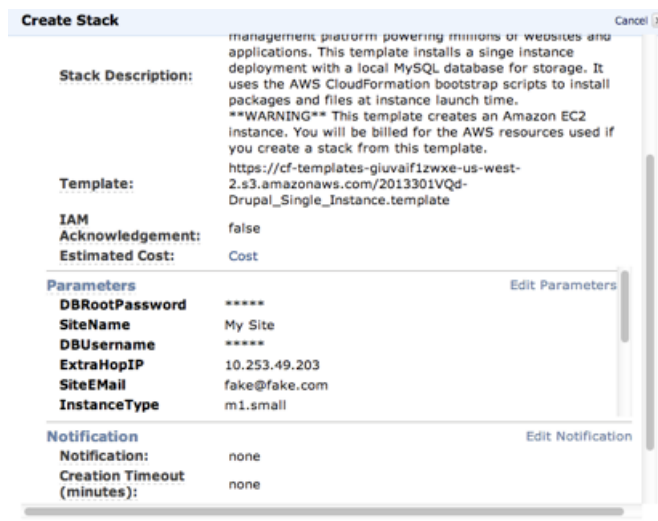 Create Stack
Cancel
management platform powering millions of websites and
applications. This template installs a singe instance
deployment with a local MySQL database for storage. It
Stack Description:
uses the AWS CloudFormation bootstrap scripts to install
packages and files at instance launch time.
**WARNING** This template creates an Amazon EC2
instance. You will be billed for the AWS resources used if
you create a stack from this template.
https://cf-templates-giuvaif1zwxe-us-west-
Template: 2.s3.amazonaws.com/2013301VQd-
Drupal_Single_Instance.template
IAM
Acknowledgement: false
Estimated Cost: Cost
Parameters Edit Parameters
DBRootPassword *****
SiteName My Site
DBUsername *****
ExtraHopIP 10.253.49.203
SiteEMail fake@fake.com
InstanceType m1.small
Notification Edit Notification
Notification: none
Creation Timeout
(minutes): none